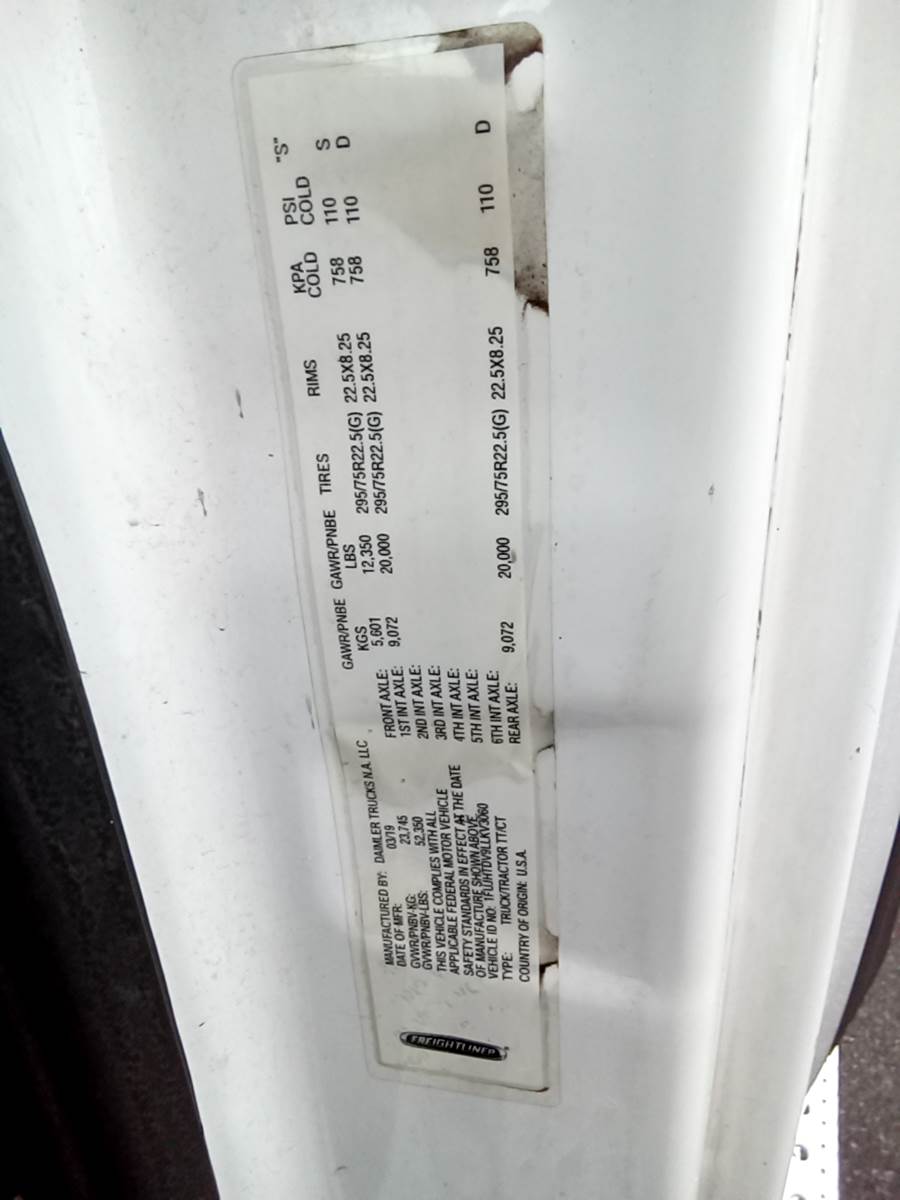 FREIGHTLINER
MANUFACTURED BY: DAIMLER TRUCKS N.A. LLC
DATE OF MFR: 03/19
GVWR/PNBV-KG: 23,745
GVWR/PNBV-LBS: 52,350
THIS VEHICLE COMPLIES WITH ALL
APPLICABLE FEDERAL MOTOR VEHICLE
SAFETY STANDARDS IN EFFECT AT THE DATE
OF MANUFACTURE SHOWN ABOVE.
VEHICLE ID NO: 1FUJHTDV9LLKV3060
TYPE: TRUCK/TRACTOR TT/CT
COUNTRY OF ORIGIN: U.S.A.
GAWR/PNBE GAWR/PNBE TIRES RIMS KPA PSI "S"
KGS LBS COLD COLD
FRONT AXLE: 5,601 12,350 295/75R22.5(G) 22.5X8.25 758 110 S
1ST INT AXLE: 9,072 20,000 295/75R22.5(G) 22.5X8.25 758 110 D
2ND INT AXLE:
3RD INT AXLE:
4TH INT AXLE:
5TH INT AXLE:
6TH INT AXLE:
REAR AXLE: 9,072 20,000 295/75R22.5(G) 22.5X8.25 758 110 D